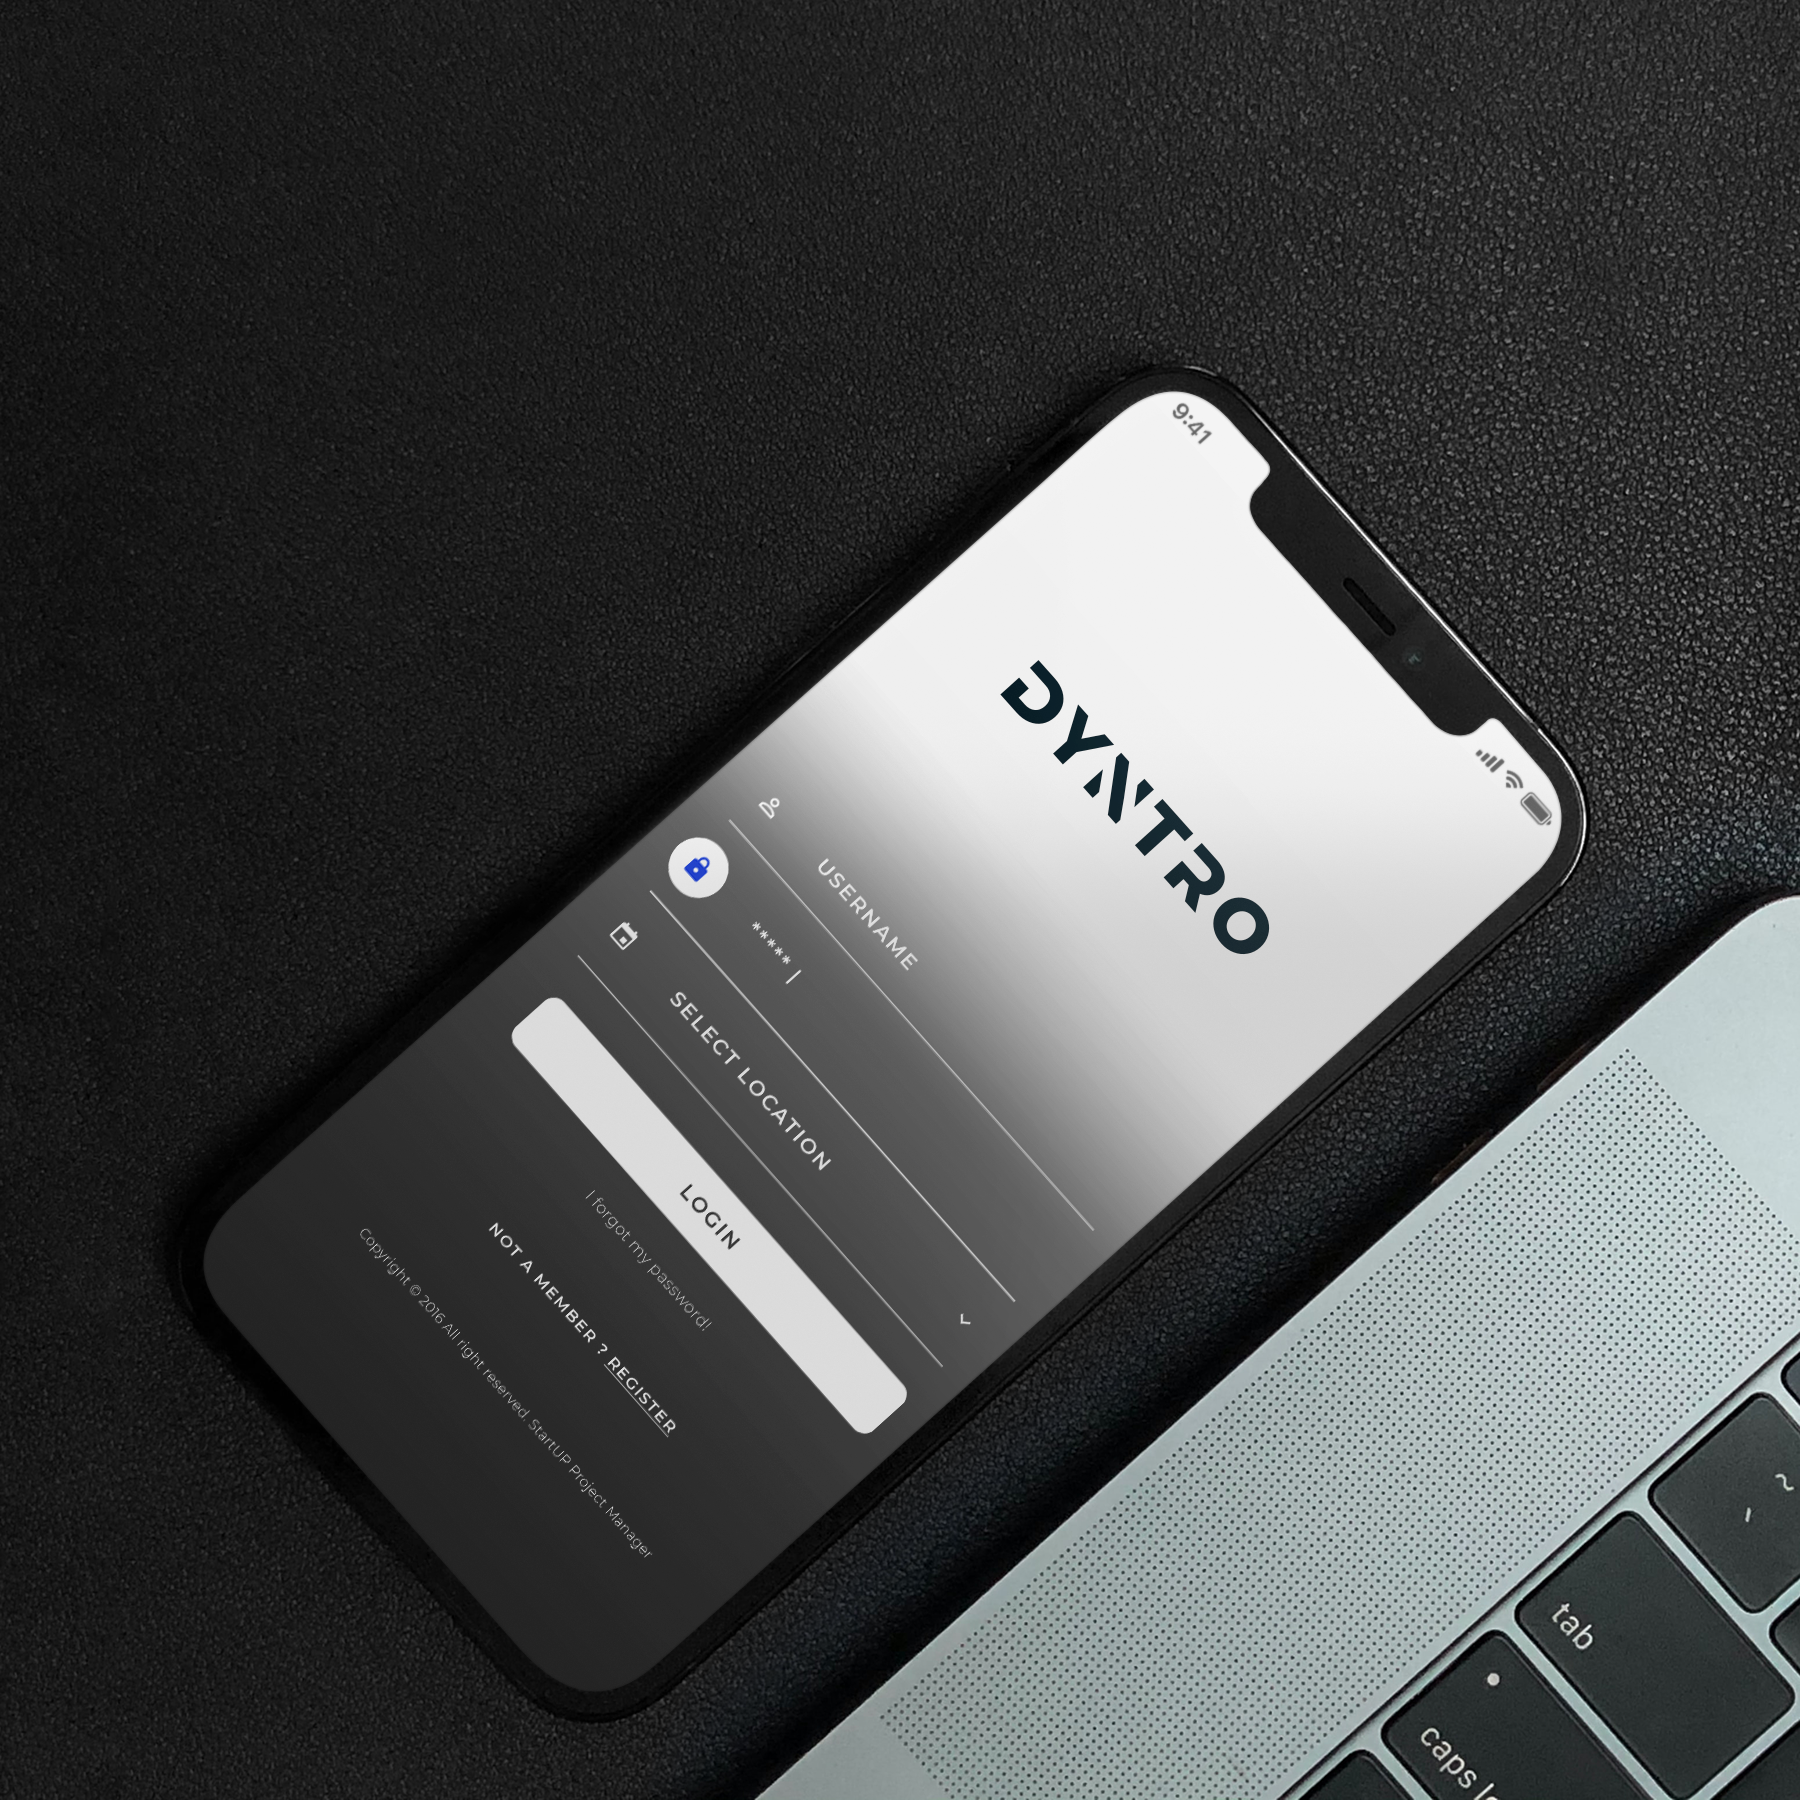 9:41
DYNTRO
USERNAME
***** |
SELECT LOCATION
LOGIN
I forgot my password!
NOT A MEMBER ? REGISTER
Copyright © 2016 All right reserved. StartUP Project Manager
~
tab
caps